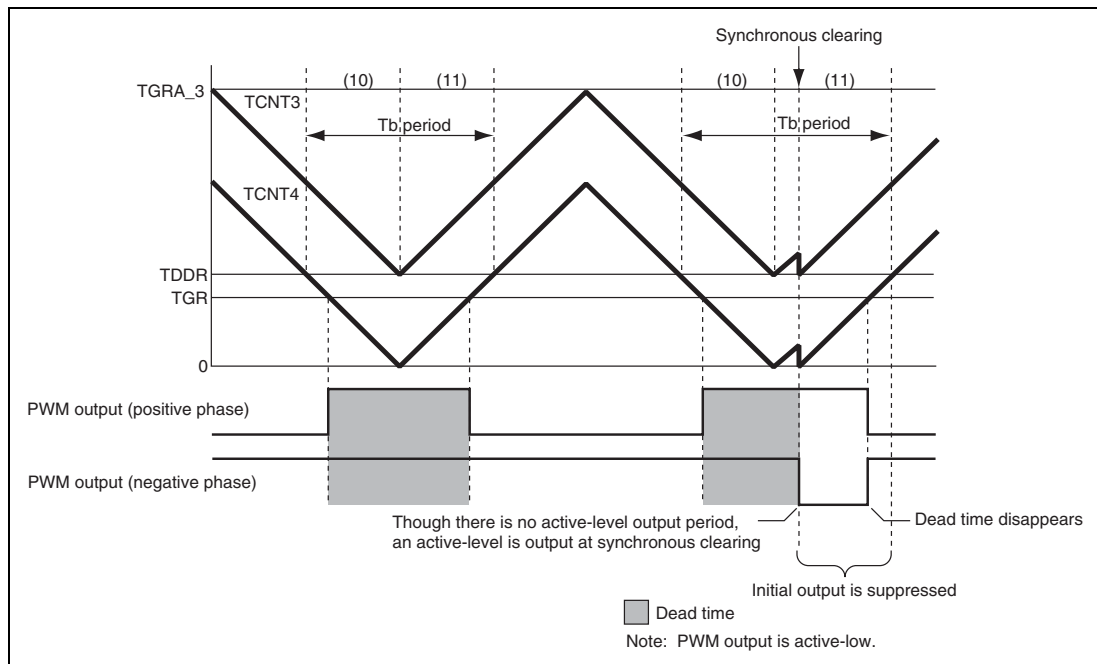 Synchronous clearing
(10) (11) (10) (11)
TGRA_3
TCNT3
Tb period Tb period
TCNT4
TDDR
TGR
0
PWM output (positive phase)
PWM output (negative phase)
Though there is no active-level output period,
an active-level is output at synchronous clearing
Dead time disappears
Initial output is suppressed
Dead time
Note: PWM output is active-low.